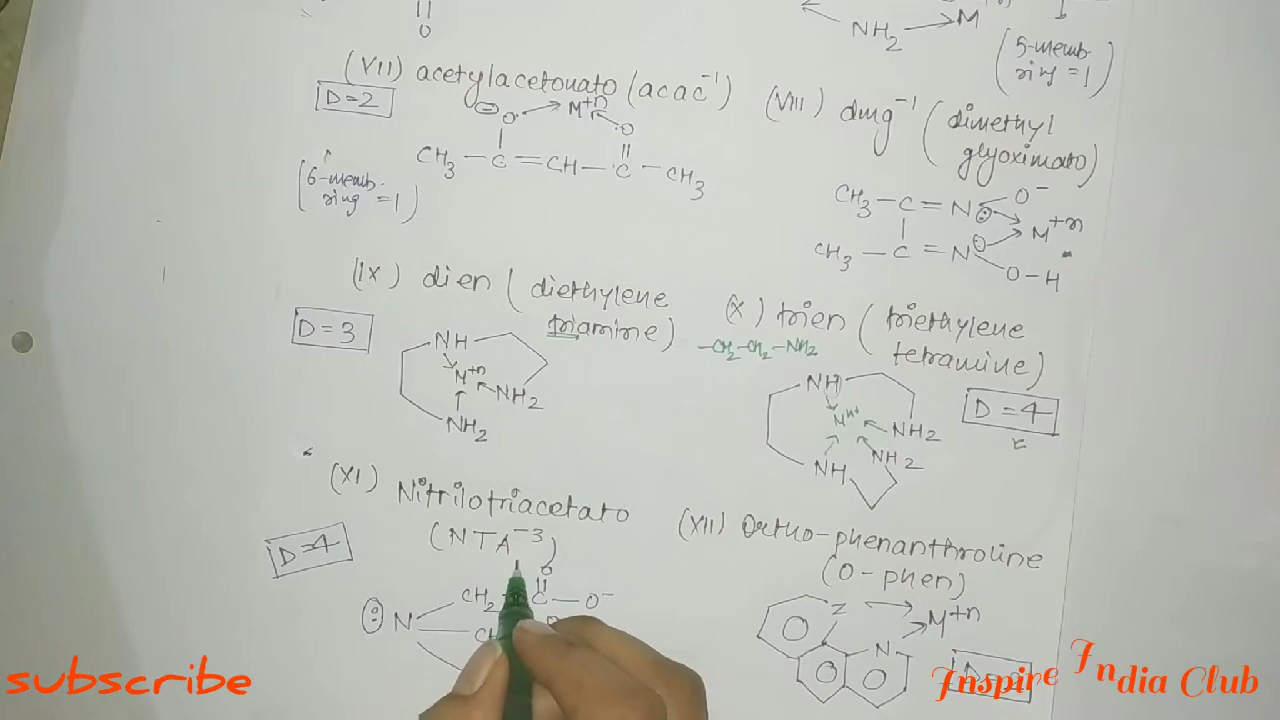 O
NH2 → M
(5-memb. ring = 1)
(VII) acetylacetonato (acac⁻¹)
D=2
⊖ O → M⁺ⁿ ← O
CH3 — C = CH — C — CH3
(6-memb. ring = 1)
(VIII) dmg⁻¹ (dimethyl glyoximato)
CH3 — C = N O⁻
M⁺ⁿ
CH3 — C = N O — H
(IX) dien (diethylene triamine)
D=3
NH
M⁺ⁿ
NH2
NH2
(X) trien (triethylene tetramine)
-CH2-CH2-NH2
D=4
NH
Mⁿ⁺
NH2
NH2
NH
(XI) Nitrilotriacetato
(NTA⁻³)
D=4
O
N CH2 C — O⁻
(XII) Ortho-phenanthroline
(O-phen)
N → M⁺ⁿ
N
subscribe
Inspire India Club